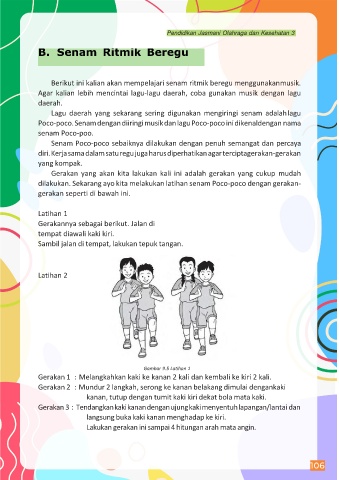 Pendidikan Jasmani Olahraga dan Kesehatan 3
B. Senam Ritmik Beregu
Berikut ini kalian akan mempelajari senam ritmik beregu menggunakanmusik.
Agar kalian lebih mencintai lagu-lagu daerah, coba gunakan musik dengan lagu
daerah.
Lagu daerah yang sekarang sering digunakan mengiringi senam adalahlagu
Poco-poco. Senam dengan diiringi musik dan lagu Poco-poco ini dikenal dengan nama
senam Poco-poo.
Senam Poco-poco sebaiknya dilakukan dengan penuh semangat dan percaya
diri. Kerja sama dalam satu regu juga harus diperhatikan agar tercipta gerakan-gerakan
yang kompak.
Gerakan yang akan kita lakukan kali ini adalah gerakan yang cukup mudah
dilakukan. Sekarang ayo kita melakukan latihan senam Poco-poco dengan gerakan-
gerakan seperti di bawah ini.
Latihan 1
Gerakannya sebagai berikut. Jalan di
tempat diawali kaki kiri.
Sambil jalan di tempat, lakukan tepuk tangan.
Latihan 2
Gambar 9.5 Latihan 1
Gerakan 1 : Melangkahkan kaki ke kanan 2 kali dan kembali ke kiri 2 kali.
Gerakan 2 : Mundur 2 langkah, serong ke kanan belakang dimulai dengankaki
kanan, tutup dengan tumit kaki kiri dekat bola mata kaki.
Gerakan 3 : Tendangkan kaki kanan dengan ujung kaki menyentuh lapangan/lantai dan
langsung buka kaki kanan menghadap ke kiri.
Lakukan gerakan ini sampai 4 hitungan arah mata angin.
106